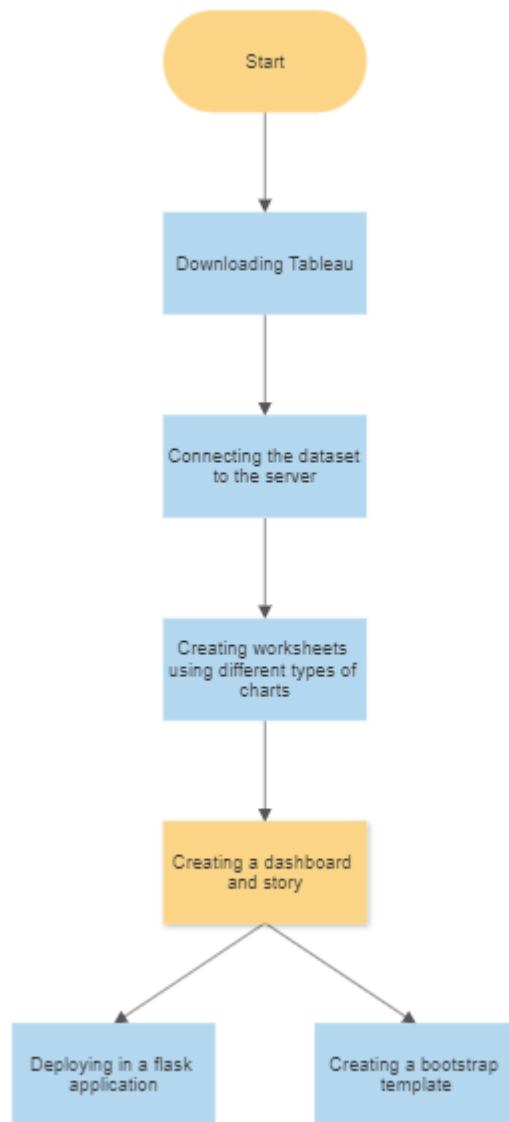 Start
Downloading Tableau
Connecting the dataset
to the server
Creating worksheets
using different types of
charts
Creating a dashboard
and story
Deploying in a flask
application
Creating a bootstrap
template